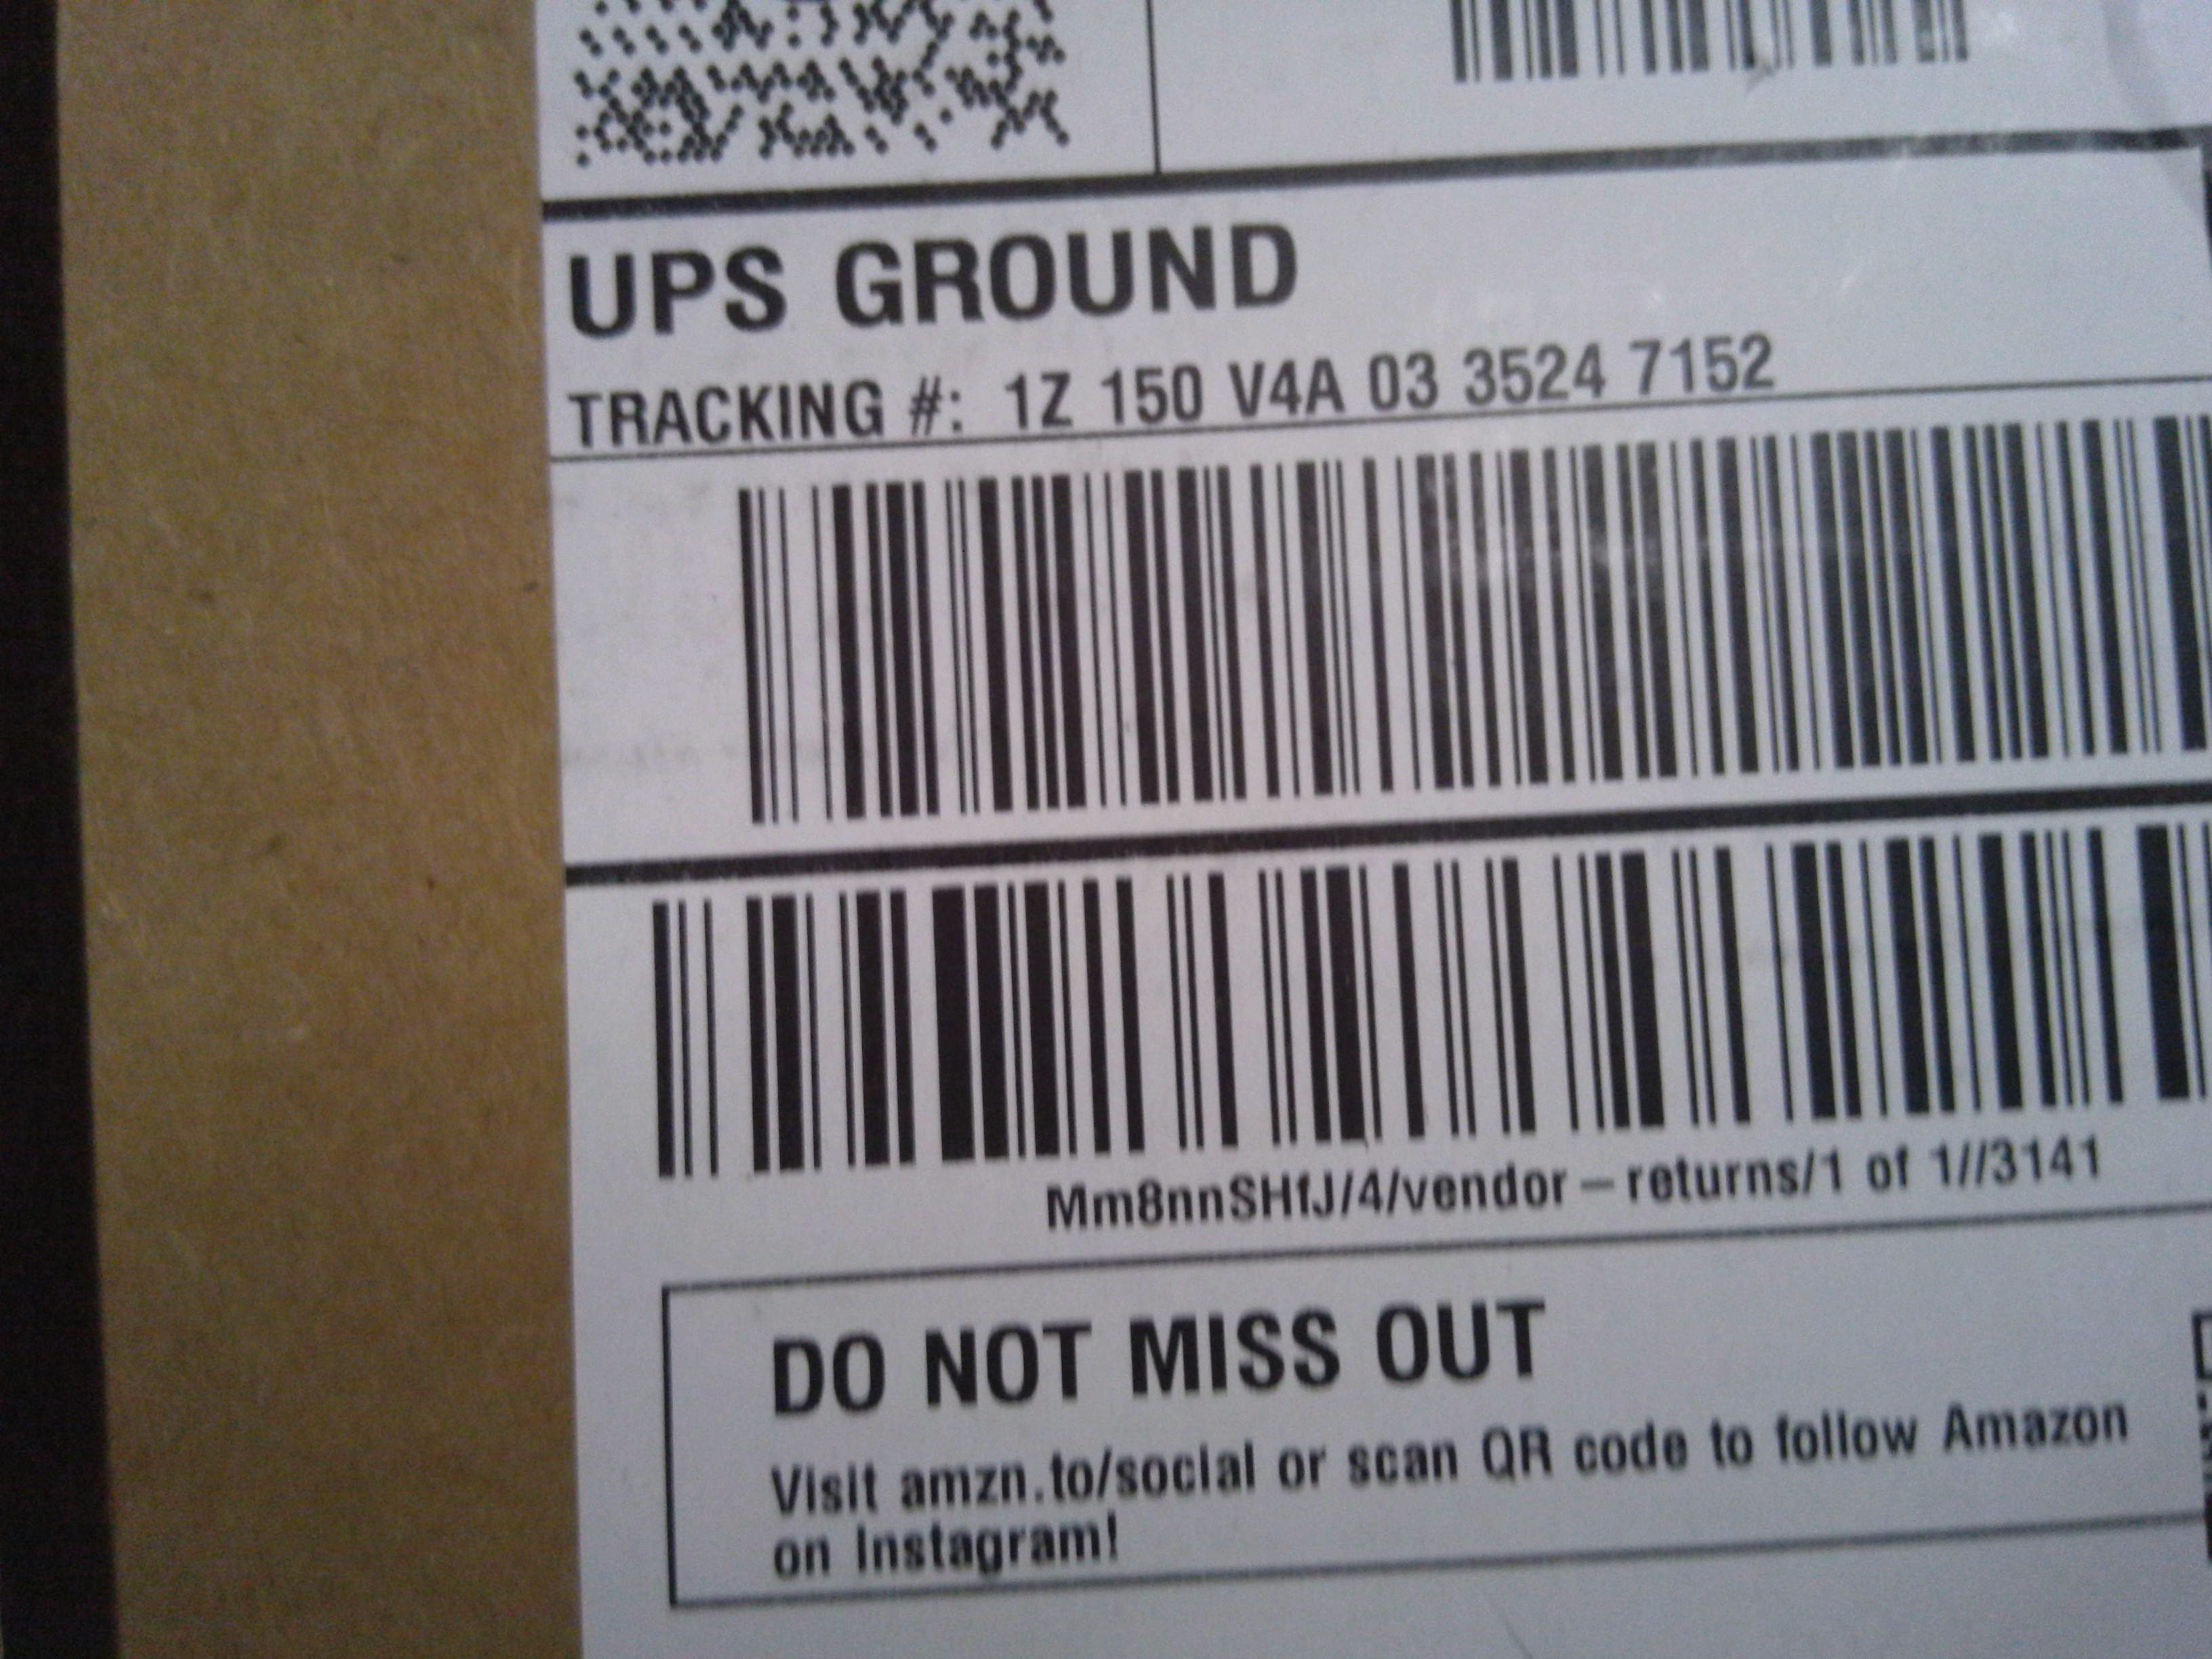 UPS GROUND
TRACKING #: 1Z 150 V4A 03 3524 7152
Mm8nnSHfJ/4/vendor-returns/1 of 1//3141
DO NOT MISS OUT
Visit amzn.to/social or scan QR code to follow Amazon
on Instagram!